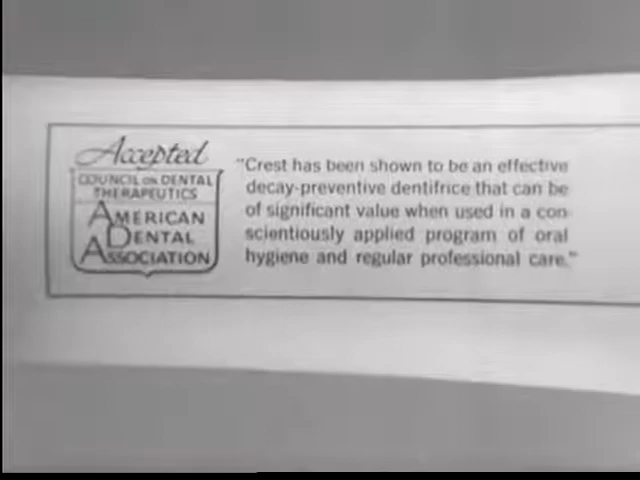 Accepted
COUNCIL ON DENTAL
THERAPEUTICS
AMERICAN
DENTAL
ASSOCIATION
"Crest has been shown to be an effective
decay-preventive dentifrice that can be
of significant value when used in a con-
scientiously applied program of oral
hygiene and regular professional care."